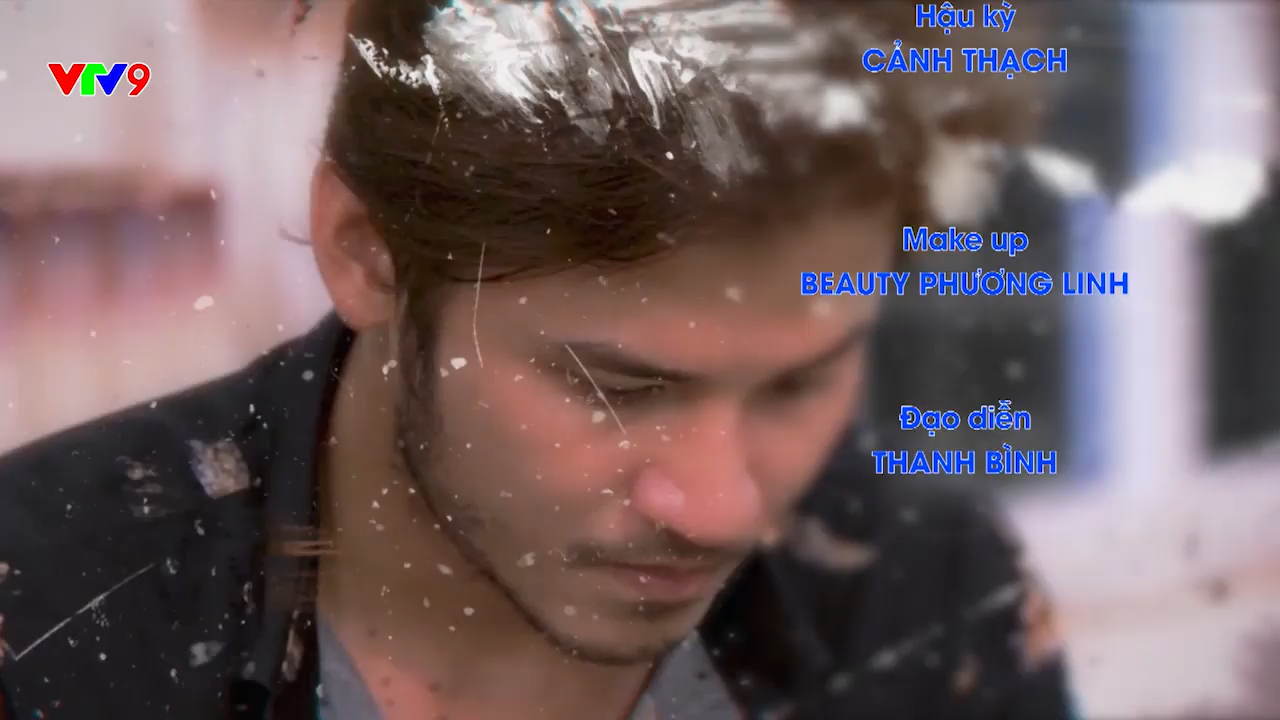 VTV9
Hậu kỳ
CẢNH THẠCH
Make up
BEAUTY PHƯƠNG LINH
Đạo diễn
THANH BÌNH